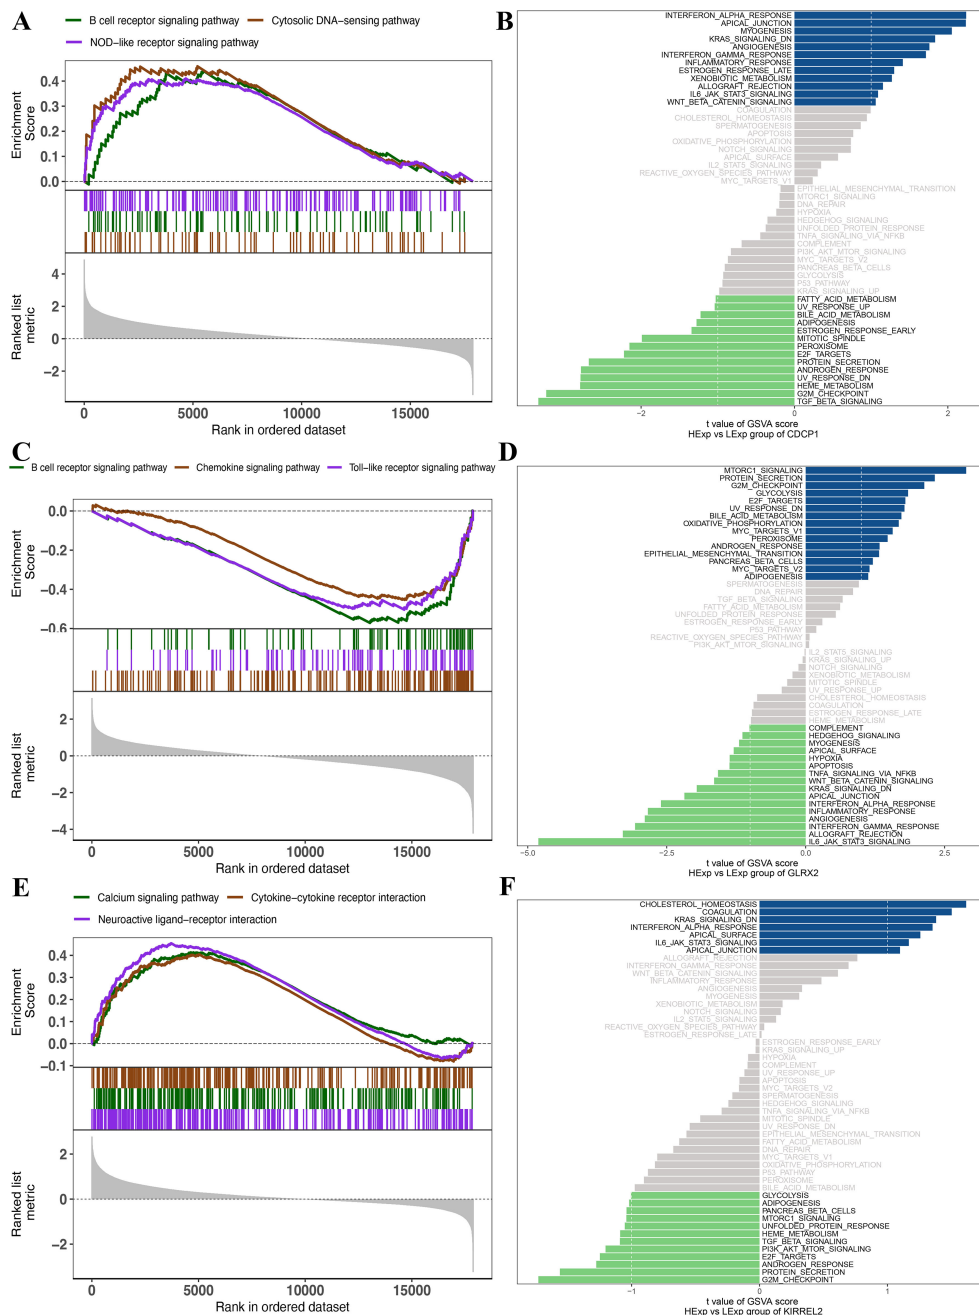 A
B cell receptor signaling pathway
Cytosolic DNA−sensing pathway
NOD−like receptor signaling pathway
Enrichment
Score
0.4
0.3
0.2
0.1
0.0
Ranked list
metric
4
2
0
−2
0
5000
10000
15000
Rank in ordered dataset
B
INTERFERON_ALPHA_RESPONSE
APICAL_JUNCTION
MYOGENESIS
KRAS_SIGNALING_DN
ANGIOGENESIS
INTERFERON_GAMMA_RESPONSE
INFLAMMATORY_RESPONSE
ESTROGEN_RESPONSE_LATE
XENOBIOTIC_METABOLISM
ALLOGRAFT_REJECTION
IL6_JAK_STAT3_SIGNALING
WNT_BETA_CATENIN_SIGNALING
COAGULATION
CHOLESTEROL_HOMEOSTASIS
SPERMATOGENESIS
APOPTOSIS
OXIDATIVE_PHOSPHORYLATION
NOTCH_SIGNALING
APICAL_SURFACE
IL2_STAT5_SIGNALING
REACTIVE_OXYGEN_SPECIES_PATHWAY
MYC_TARGETS_V1
EPITHELIAL_MESENCHYMAL_TRANSITION
MTORC1_SIGNALING
DNA_REPAIR
HYPOXIA
HEDGEHOG_SIGNALING
UNFOLDED_PROTEIN_RESPONSE
TNFA_SIGNALING_VIA_NFKB
COMPLEMENT
PI3K_AKT_MTOR_SIGNALING
MYC_TARGETS_V2
PANCREAS_BETA_CELLS
GLYCOLYSIS
P53_PATHWAY
KRAS_SIGNALING_UP
FATTY_ACID_METABOLISM
UV_RESPONSE_UP
BILE_ACID_METABOLISM
ADIPOGENESIS
ESTROGEN_RESPONSE_EARLY
MITOTIC_SPINDLE
PEROXISOME
E2F_TARGETS
PROTEIN_SECRETION
ANDROGEN_RESPONSE
UV_RESPONSE_DN
HEME_METABOLISM
G2M_CHECKPOINT
TGF_BETA_SIGNALING
−2
0
2
t value of GSVA score
HExp vs LExp group of CDCP1
C
B cell receptor signaling pathway
Chemokine signaling pathway
Toll−like receptor signaling pathway
Enrichment
Score
0.0
−0.2
−0.4
−0.6
Ranked list
metric
2
0
−2
−4
0
5000
10000
15000
Rank in ordered dataset
D
MTORC1_SIGNALING
PROTEIN_SECRETION
G2M_CHECKPOINT
GLYCOLYSIS
E2F_TARGETS
UV_RESPONSE_DN
BILE_ACID_METABOLISM
OXIDATIVE_PHOSPHORYLATION
MYC_TARGETS_V1
PEROXISOME
ANDROGEN_RESPONSE
EPITHELIAL_MESENCHYMAL_TRANSITION
PANCREAS_BETA_CELLS
MYC_TARGETS_V2
ADIPOGENESIS
SPERMATOGENESIS
DNA_REPAIR
TGF_BETA_SIGNALING
FATTY_ACID_METABOLISM
UNFOLDED_PROTEIN_RESPONSE
ESTROGEN_RESPONSE_EARLY
P53_PATHWAY
REACTIVE_OXYGEN_SPECIES_PATHWAY
PI3K_AKT_MTOR_SIGNALING
IL2_STAT5_SIGNALING
KRAS_SIGNALING_UP
NOTCH_SIGNALING
XENOBIOTIC_METABOLISM
MITOTIC_SPINDLE
UV_RESPONSE_UP
CHOLESTEROL_HOMEOSTASIS
COAGULATION
ESTROGEN_RESPONSE_LATE
HEME_METABOLISM
COMPLEMENT
HEDGEHOG_SIGNALING
MYOGENESIS
APICAL_SURFACE
HYPOXIA
APOPTOSIS
TNFA_SIGNALING_VIA_NFKB
WNT_BETA_CATENIN_SIGNALING
KRAS_SIGNALING_DN
APICAL_JUNCTION
INTERFERON_ALPHA_RESPONSE
INFLAMMATORY_RESPONSE
ANGIOGENESIS
INTERFERON_GAMMA_RESPONSE
ALLOGRAFT_REJECTION
IL6_JAK_STAT3_SIGNALING
−5.0
−2.5
0.0
2.5
t value of GSVA score
HExp vs LExp group of GLRX2
E
Calcium signaling pathway
Cytokine−cytokine receptor interaction
Neuroactive ligand−receptor interaction
Enrichment
Score
0.4
0.3
0.2
0.1
0.0
−0.1
Ranked list
metric
2
0
−2
0
5000
10000
15000
Rank in ordered dataset
F
CHOLESTEROL_HOMEOSTASIS
COAGULATION
KRAS_SIGNALING_DN
INTERFERON_ALPHA_RESPONSE
APICAL_SURFACE
IL6_JAK_STAT3_SIGNALING
APICAL_JUNCTION
ALLOGRAFT_REJECTION
INTERFERON_GAMMA_RESPONSE
WNT_BETA_CATENIN_SIGNALING
INFLAMMATORY_RESPONSE
ANGIOGENESIS
MYOGENESIS
XENOBIOTIC_METABOLISM
NOTCH_SIGNALING
IL2_STAT5_SIGNALING
REACTIVE_OXYGEN_SPECIES_PATHWAY
ESTROGEN_RESPONSE_LATE
ESTROGEN_RESPONSE_EARLY
KRAS_SIGNALING_UP
HYPOXIA
COMPLEMENT
UV_RESPONSE_UP
APOPTOSIS
MYC_TARGETS_V2
SPERMATOGENESIS
HEDGEHOG_SIGNALING
TNFA_SIGNALING_VIA_NFKB
MITOTIC_SPINDLE
UV_RESPONSE_DN
EPITHELIAL_MESENCHYMAL_TRANSITION
FATTY_ACID_METABOLISM
DNA_REPAIR
MYC_TARGETS_V1
OXIDATIVE_PHOSPHORYLATION
P53_PATHWAY
PEROXISOME
BILE_ACID_METABOLISM
GLYCOLYSIS
ADIPOGENESIS
PANCREAS_BETA_CELLS
MTORC1_SIGNALING
UNFOLDED_PROTEIN_RESPONSE
HEME_METABOLISM
TGF_BETA_SIGNALING
PI3K_AKT_MTOR_SIGNALING
E2F_TARGETS
ANDROGEN_RESPONSE
PROTEIN_SECRETION
G2M_CHECKPOINT
−1
0
1
t value of GSVA score
HExp vs LExp group of KIRREL2